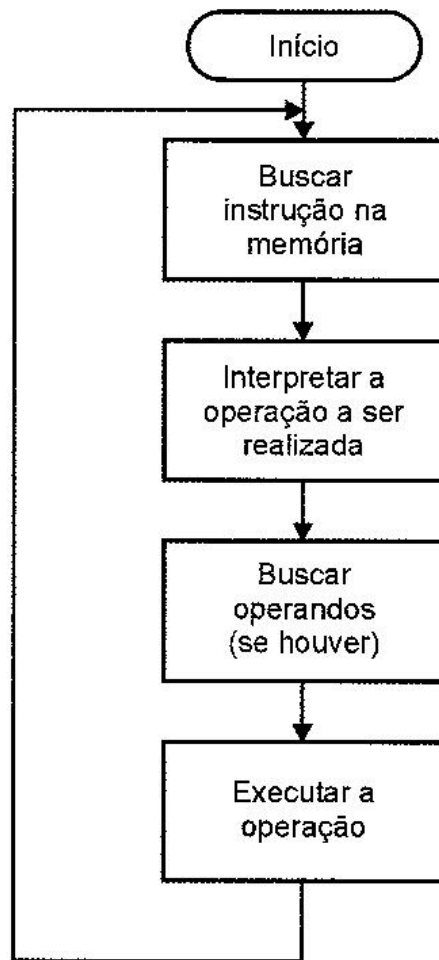 Início
Buscar
instrução na
memória
Interpretar a
operação a ser
realizada
Buscar
operandos
(se houver)
Executar a
operação